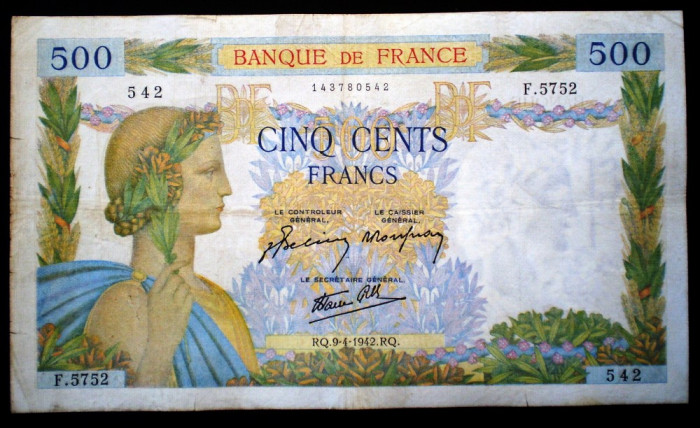 500 BANQUE DE FRANCE 500
542 143780542 F.5752
CINQ CENTS
FRANCS
LE CONTROLEUR GÉNÉRAL, LE CAISSIER GÉNÉRAL,
LE SECRÉTAIRE GÉNÉRAL,
RQ.9-4-1942.RQ.
F.5752 542